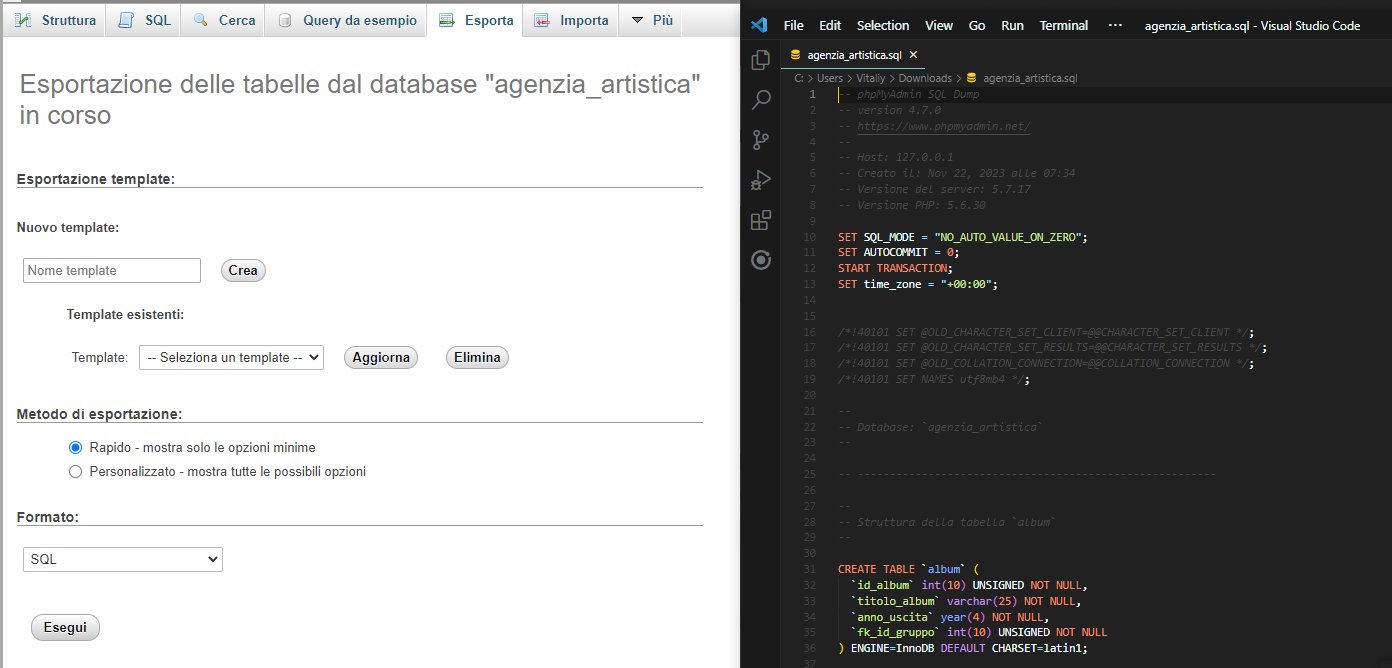 Struttura SQL Cerca Query da esempio Esporta Importa Più
Esportazione delle tabelle dal database "agenzia_artistica"
in corso
Esportazione template:
Nuovo template:
Nome template Crea
Template esistenti:
Template: -- Seleziona un template -- Aggiorna Elimina
Metodo di esportazione:
Rapido - mostra solo le opzioni minime
Personalizzato - mostra tutte le possibili opzioni
Formato:
SQL
Esegui
File Edit Selection View Go Run Terminal ··· agenzia_artistica.sql - Visual Studio Code
agenzia_artistica.sql ×
C: > Users > Vitaliy > Downloads > agenzia_artistica.sql
1 -- phpMyAdmin SQL Dump
2 -- version 4.7.0
3 -- https://www.phpmyadmin.net/
4 --
5 -- Host: 127.0.0.1
6 -- Creato il: Nov 22, 2023 alle 07:34
7 -- Versione del server: 5.7.17
8 -- Versione PHP: 5.6.30
9
10 SET SQL_MODE = "NO_AUTO_VALUE_ON_ZERO";
11 SET AUTOCOMMIT = 0;
12 START TRANSACTION;
13 SET time_zone = "+00:00";
14
15
16 /*!40101 SET @OLD_CHARACTER_SET_CLIENT=@@CHARACTER_SET_CLIENT */;
17 /*!40101 SET @OLD_CHARACTER_SET_RESULTS=@@CHARACTER_SET_RESULTS */;
18 /*!40101 SET @OLD_COLLATION_CONNECTION=@@COLLATION_CONNECTION */;
19 /*!40101 SET NAMES utf8mb4 */;
20
21 --
22 -- Database: `agenzia_artistica`
23 --
24
25 -- --------------------------------------------------------
26
27 --
28 -- Struttura della tabella `album`
29 --
30
31 CREATE TABLE `album` (
32 `id_album` int(10) UNSIGNED NOT NULL,
33 `titolo_album` varchar(25) NOT NULL,
34 `anno_uscita` year(4) NOT NULL,
35 `fk_id_gruppo` int(10) UNSIGNED NOT NULL
36 ) ENGINE=InnoDB DEFAULT CHARSET=latin1;
37